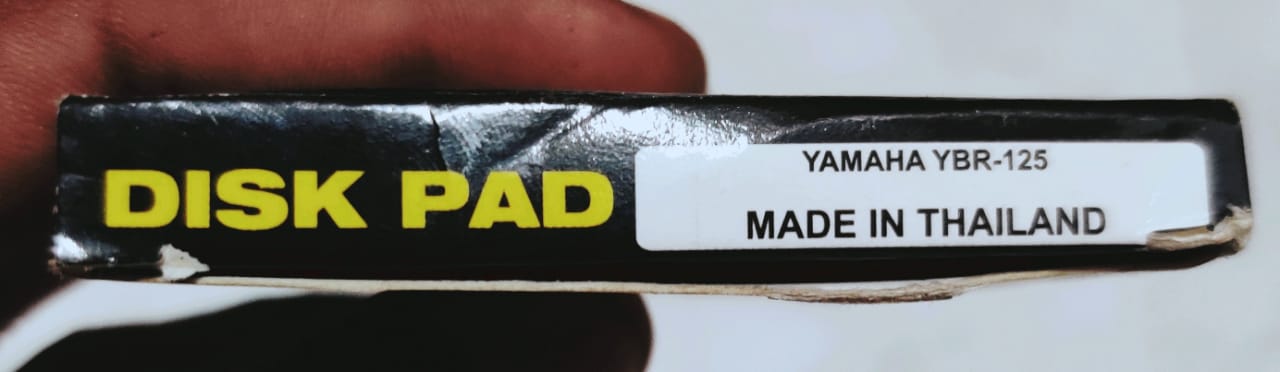 DISK PAD
YAMAHA YBR-125
MADE IN THAILAND